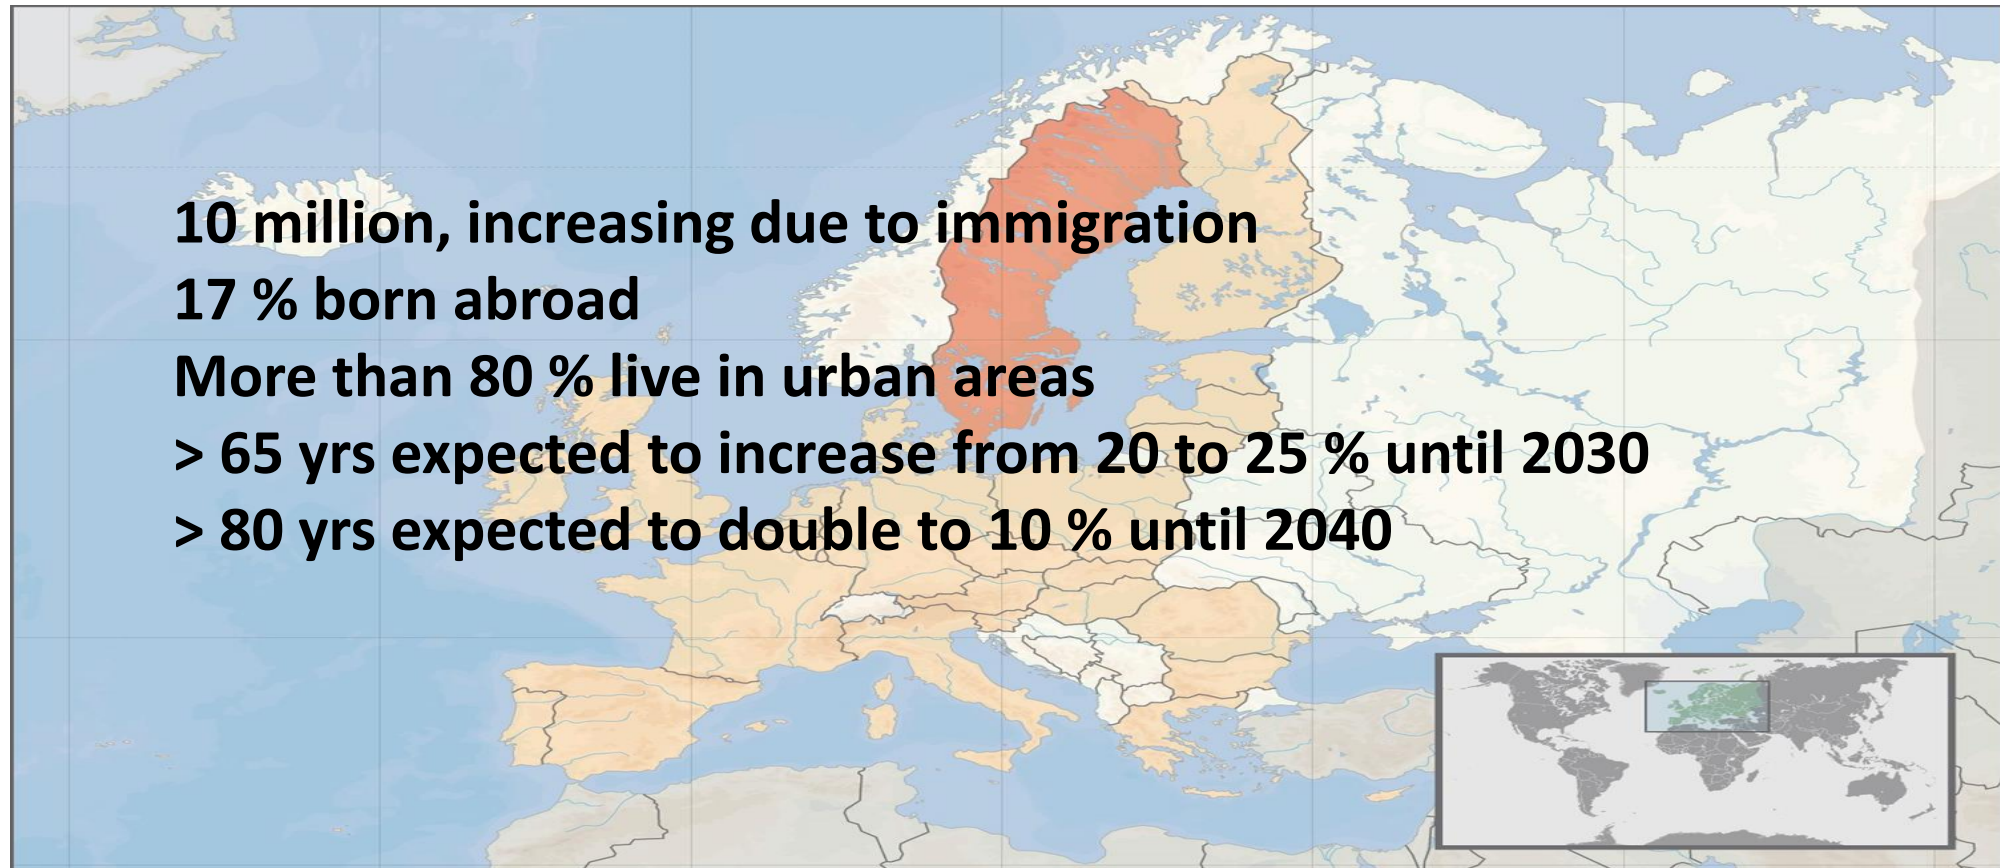 10 million, increasing due to immigration
17 % born abroad
More than 80 % live in urban areas
> 65 yrs expected to increase from 20 to 25 % until 2030
> 80 yrs expected to double to 10 % until 2040